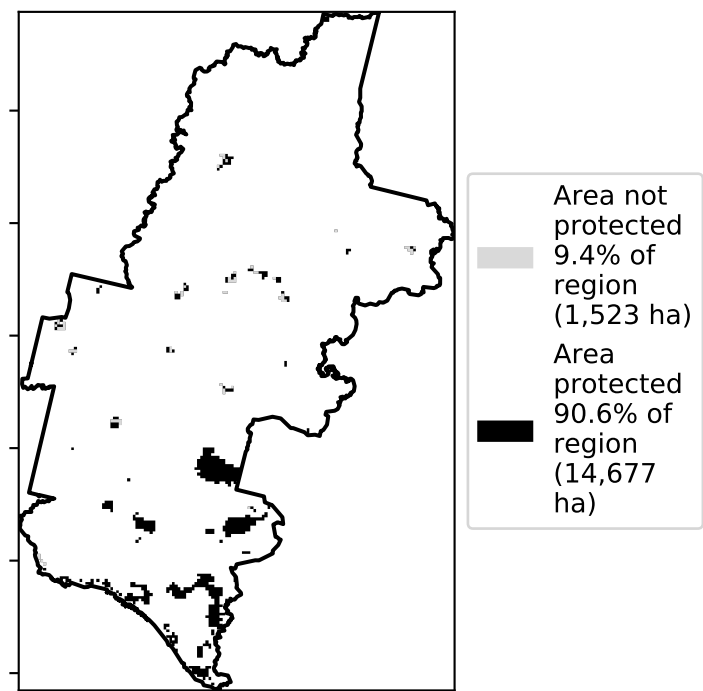 Area not
protected
9.4% of
region
(1,523 ha)
Area
protected
90.6% of
region
(14,677
ha)